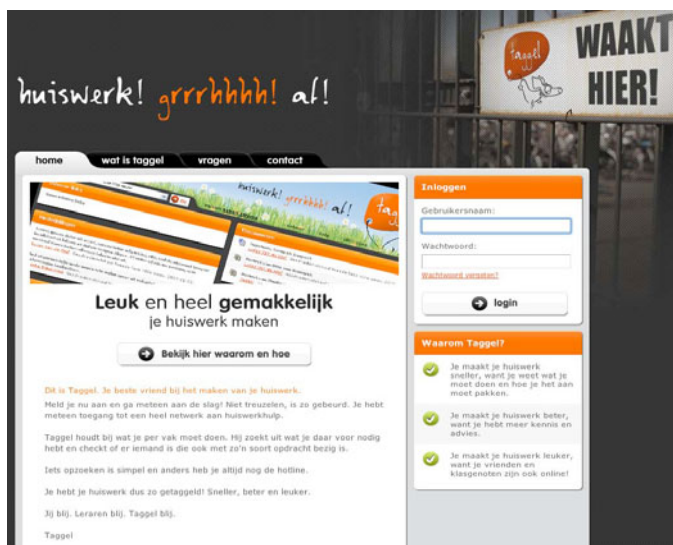 taggel
WAAKT
HIER!
huiswerk! grrrhhhh! af!
home wat is taggel vragen contact
huiswerk! grrrhhhh! af!
Leuk en heel gemakkelijk
je huiswerk maken
Bekijk hier waarom en hoe
Dit is Taggel. Je beste vriend bij het maken van je huiswerk.
Meld je nu aan en ga meteen aan de slag! Niet treuzelen, is zo gebeurd. Je hebt
meteen toegang tot een heel netwerk aan huiswerkhulp.
Taggel houdt bij wat je per vak moet doen. Hij zoekt uit wat je daar voor nodig
hebt en checkt of er iemand is die ook met zo'n soort opdracht bezig is.
Iets opzoeken is simpel en anders heb je altijd nog de hotline.
Je hebt je huiswerk dus zo getaggeld! Sneller, beter en leuker.
Jij blij. Leraren blij. Taggel blij.
Taggel
Inloggen
Gebruikersnaam:
Wachtwoord:
Wachtwoord vergeten?
login
Waarom Taggel?
Je maakt je huiswerk
sneller, want je weet wat je
moet doen en hoe je het aan
moet pakken.
Je maakt je huiswerk beter,
want je hebt meer kennis en
advies.
Je maakt je huiswerk leuker,
want je vrienden en
klasgenoten zijn ook online!